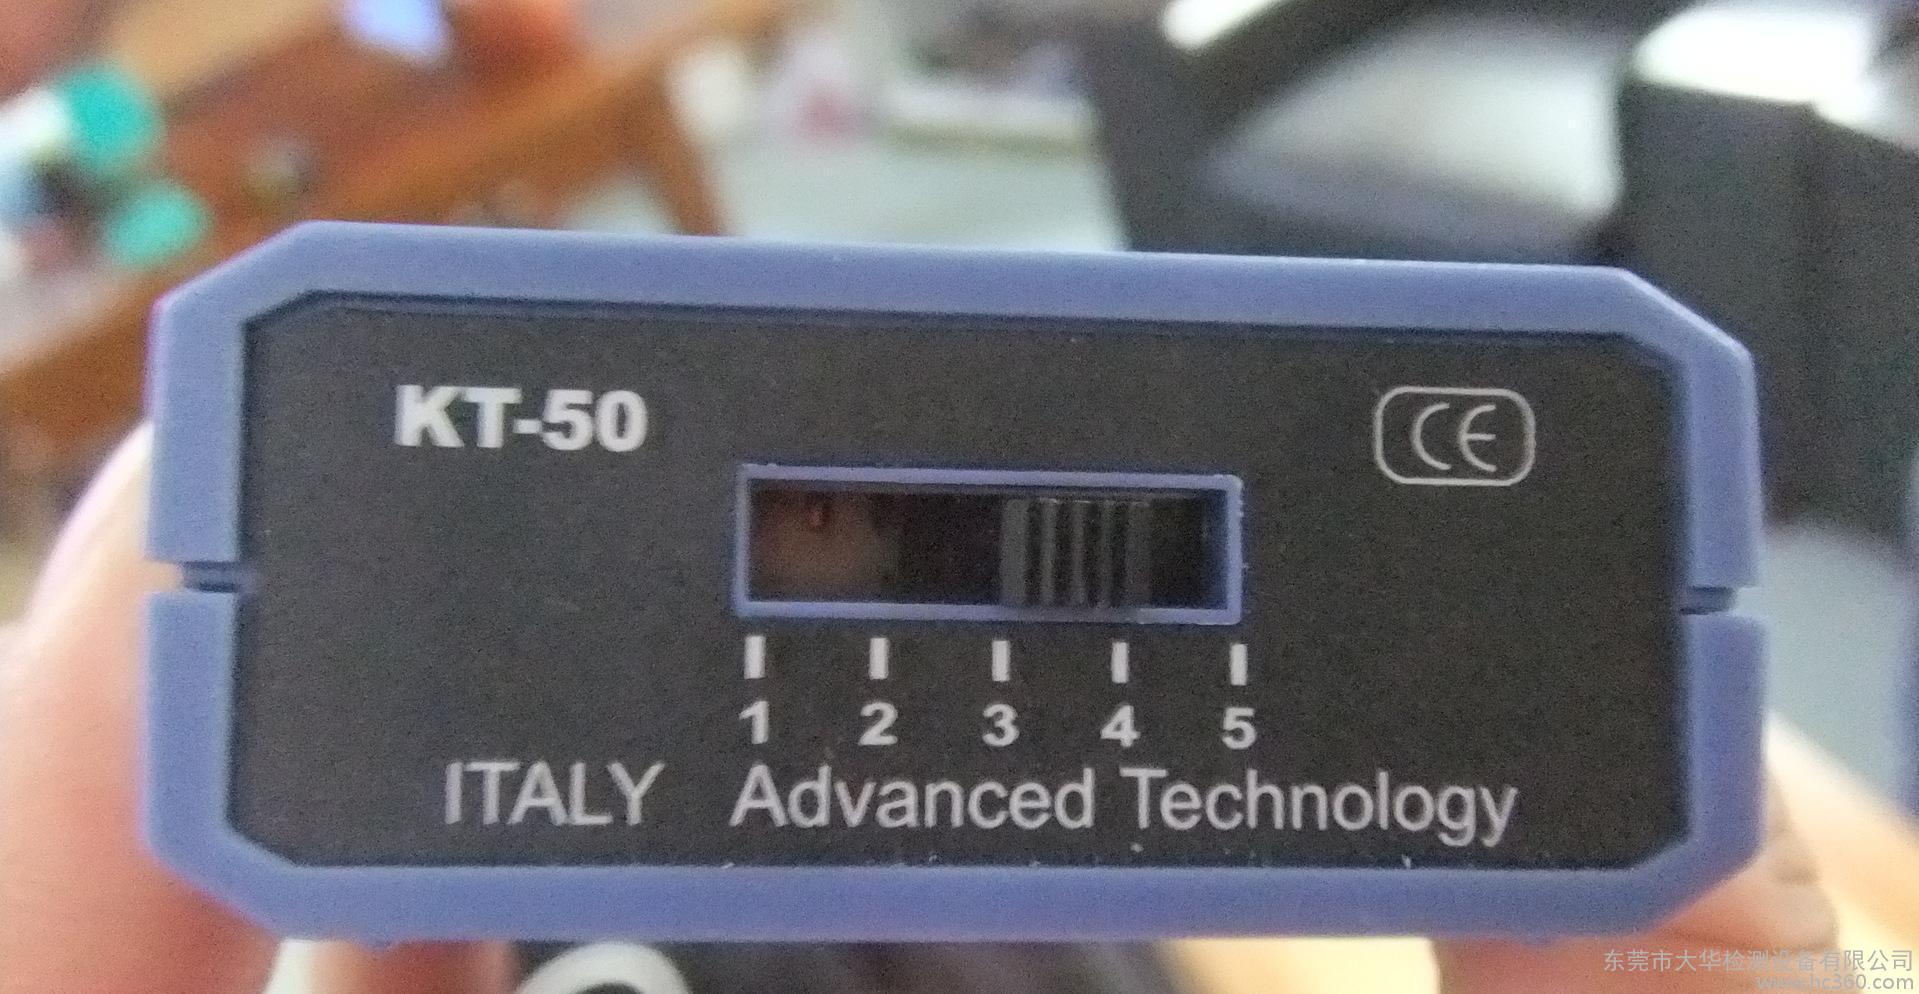 KT-50
CE
1 2 3 4 5
ITALY Advanced Technology
东莞市大华检测设备有限公司
www.hc360.com